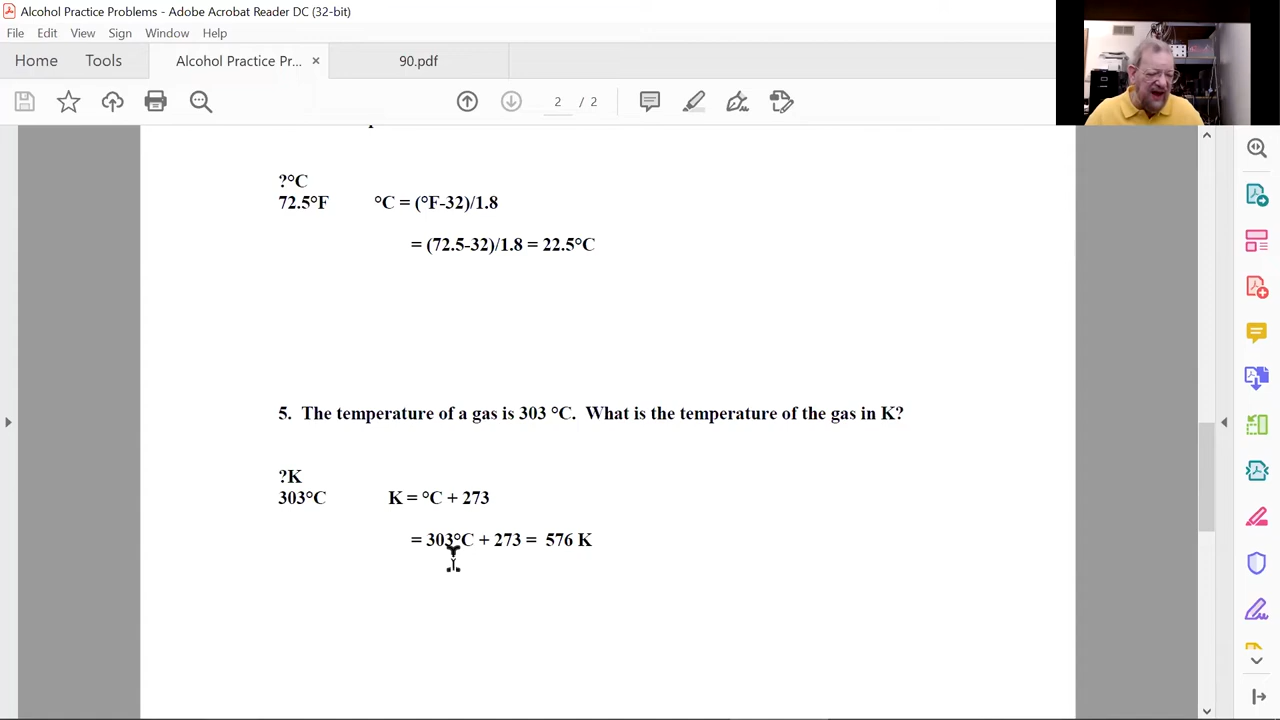 Alcohol Practice Problems - Adobe Acrobat Reader DC (32-bit)
File Edit View Sign Window Help
Home Tools Alcohol Practice Pr... × 90.pdf
2 / 2
?°C
72.5°F °C = (°F-32)/1.8
= (72.5-32)/1.8 = 22.5°C
5. The temperature of a gas is 303 °C. What is the temperature of the gas in K?
?K
303°C K = °C + 273
= 303°C + 273 = 576 K